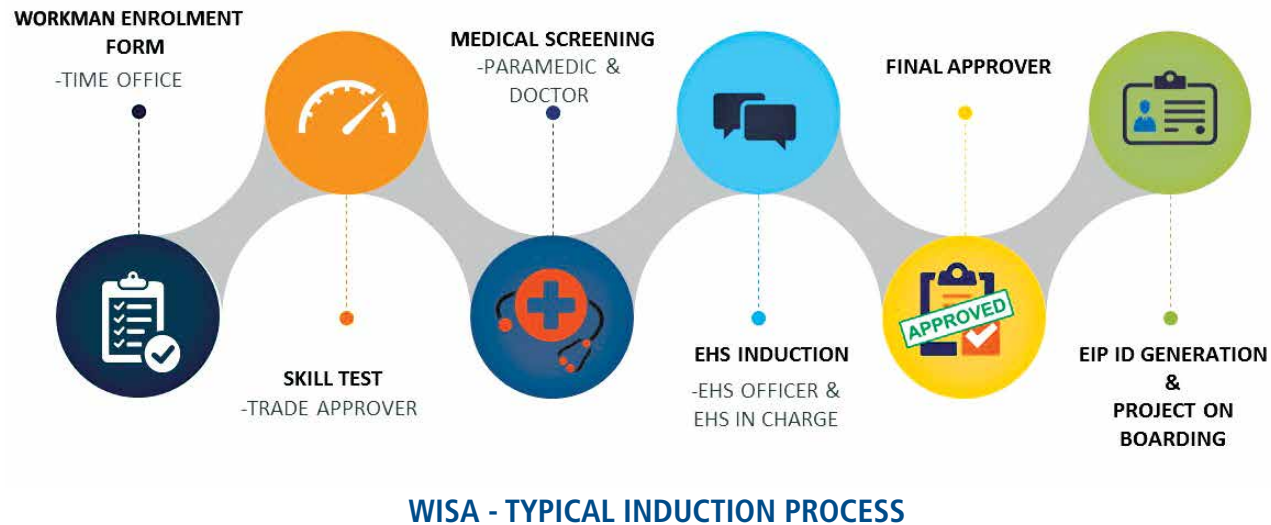 WORKMAN ENROLMENT
FORM
-TIME OFFICE
SKILL TEST
-TRADE APPROVER
MEDICAL SCREENING
-PARAMEDIC &
DOCTOR
EHS INDUCTION
-EHS OFFICER &
EHS IN CHARGE
FINAL APPROVER
APPROVED
EIP ID GENERATION
&
PROJECT ON
BOARDING
WISA - TYPICAL INDUCTION PROCESS